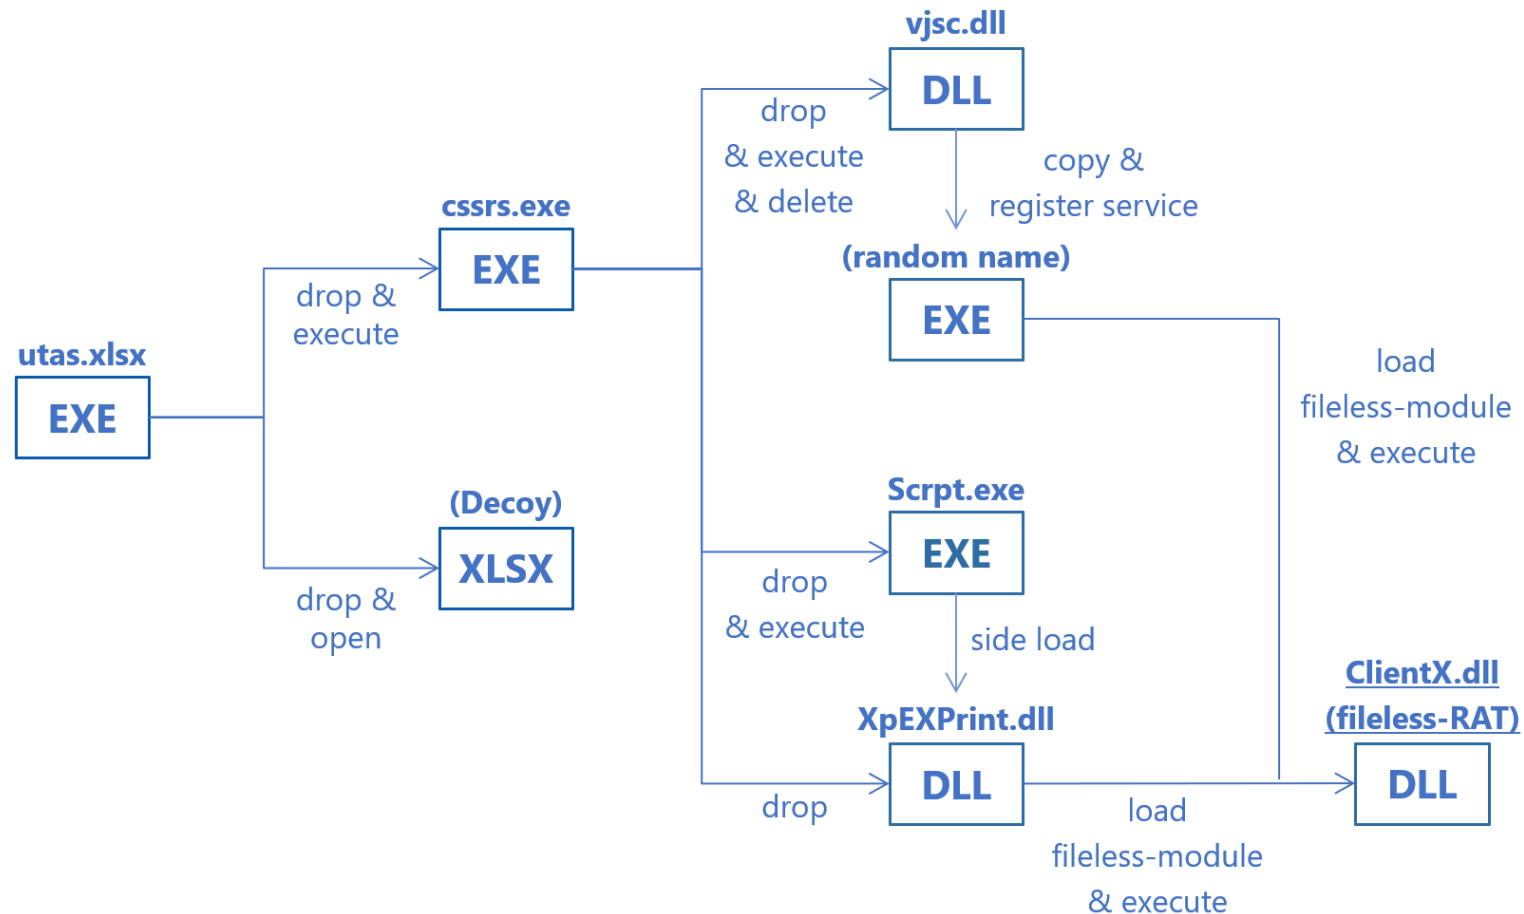 vjsc.dll
DLL
drop
& execute
& delete
copy &
register service
cssrs.exe
EXE
drop &
execute
(random name)
EXE
utas.xlsx
EXE
load
fileless-module
& execute
(Decoy)
XLSX
drop &
open
Scrpt.exe
EXE
drop
& execute
side load
XpEXPrint.dll
DLL
drop
load
fileless-module
& execute
ClientX.dll
(fileless-RAT)
DLL